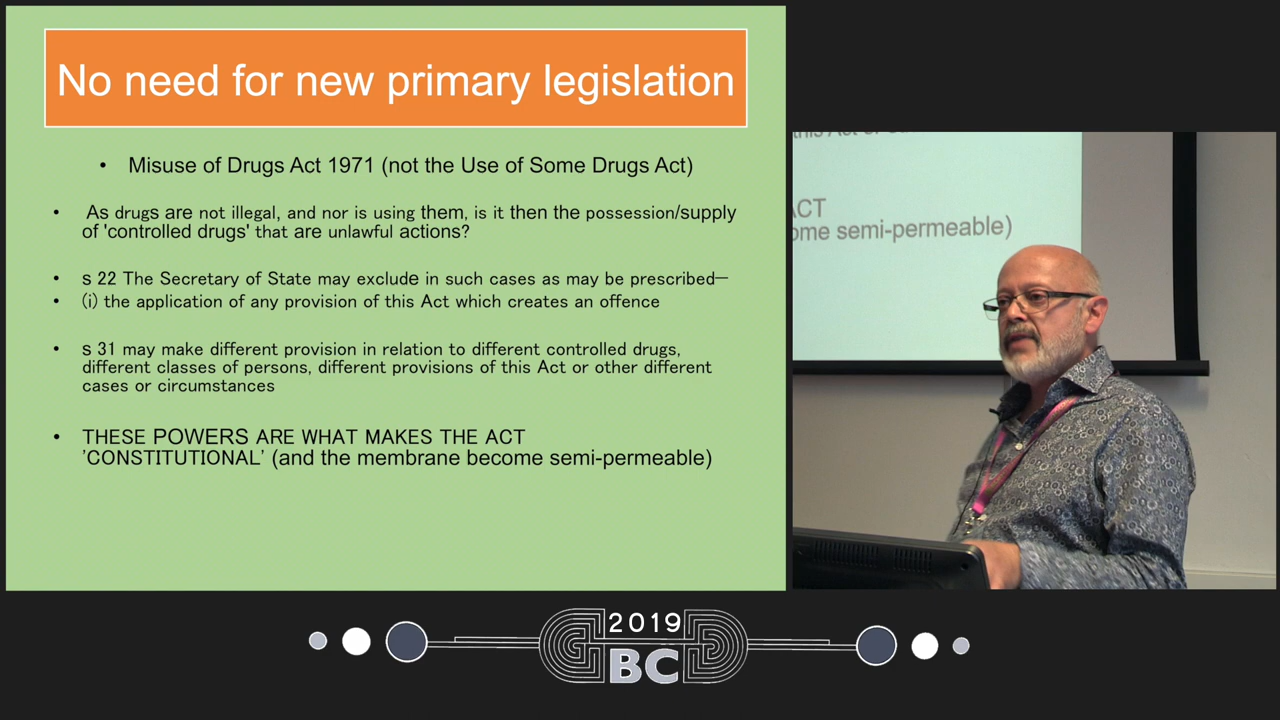 No need for new primary legislation
• Misuse of Drugs Act 1971 (not the Use of Some Drugs Act)
• As drugs are not illegal, and nor is using them, is it then the possession/supply
of 'controlled drugs' that are unlawful actions?
• s 22 The Secretary of State may exclude in such cases as may be prescribed—
• (i) the application of any provision of this Act which creates an offence
• s 31 may make different provision in relation to different controlled drugs,
different classes of persons, different provisions of this Act or other different
cases or circumstances
• THESE POWERS ARE WHAT MAKES THE ACT
'CONSTITUTIONAL' (and the membrane become semi-permeable)
this Act or
ACT
ome semi-permeable)
2019
BC